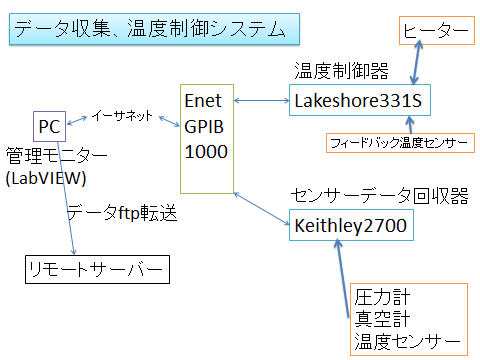 データ収集、温度制御システム
ヒーター
温度制御器
Lakeshore331S
Enet
GPIB
1000
イーサネット
PC
フィードバック温度センサー
管理モニター
(LabVIEW)
センサーデータ回収器
データftp転送
Keithley2700
リモートサーバー
圧力計
真空計
温度センサー